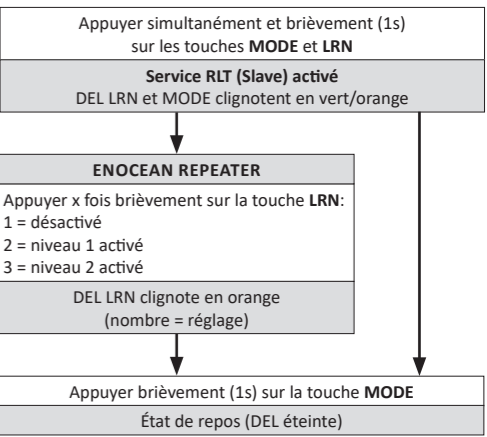 Appuyer simultanément et brièvement (1s)
sur les touches MODE et LRN
Service RLT (Slave) activé
DEL LRN et MODE clignotent en vert/orange
ENOCEAN REPEATER
Appuyer x fois brièvement sur la touche LRN:
1 = désactivé
2 = niveau 1 activé
3 = niveau 2 activé
DEL LRN clignote en orange
(nombre = réglage)
Appuyer brièvement (1s) sur la touche MODE
État de repos (DEL éteinte)